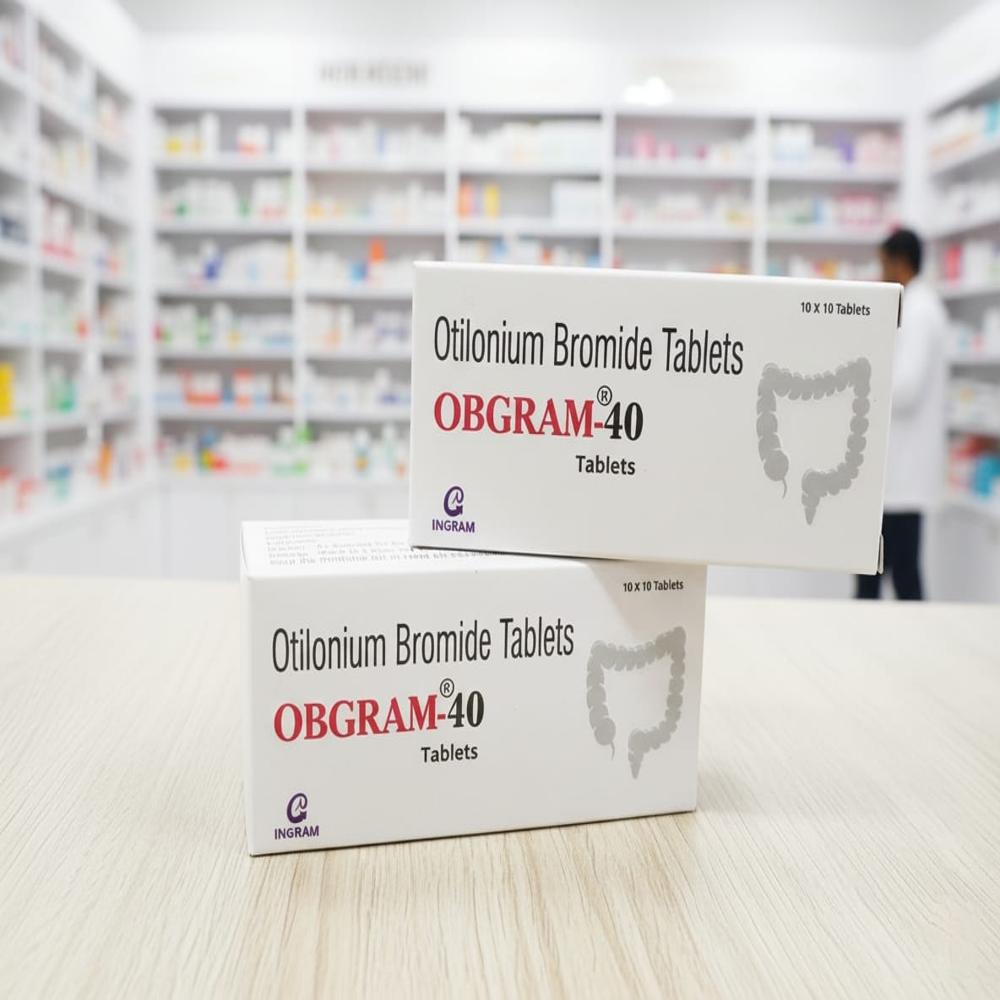 10 X 10 Tablets
Otilonium Bromide Tablets
OBGRAM-®40
Tablets
INGRAM
10 X 10 Tablets
Otilonium Bromide Tablets
OBGRAM-®40
Tablets
INGRAM